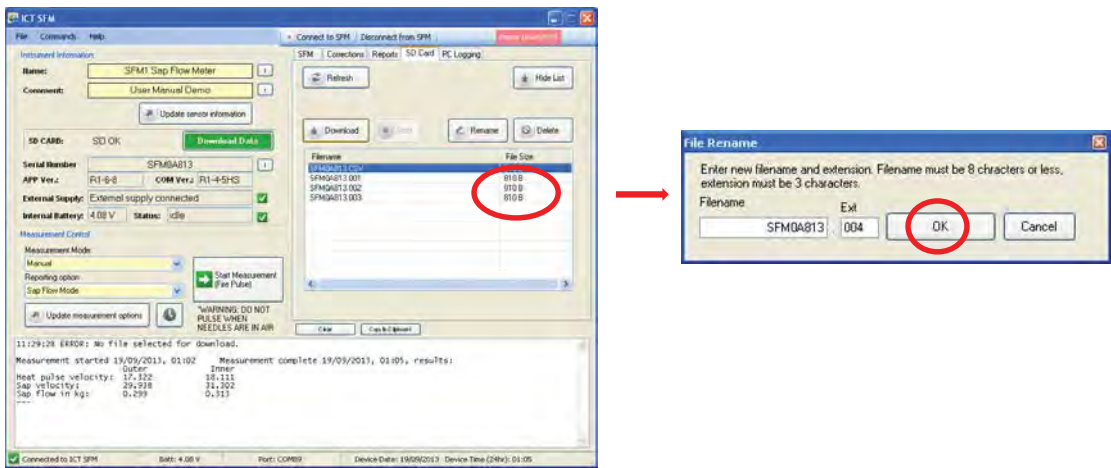 ICT SFM
File Commands Help
Connect to SFM Disconnect from SFM
Instrument Information
SFM Corrections Reports SD Card PC Logging
Name: SFM1 Sap Flow Meter
Comment: User Manual Demo
Update sensor information
SD CARD: SD OK Download Data
Serial Number SFM0A813
APP Ver.: R1-6-8 COM Ver.: R1-4-5HS
External Supply: External supply connected
Internal Battery: 4.08 V Status: idle
Measurement Control
Measurement Mode
Manual
Reporting option
Sap Flow Mode
Start Measurement
(Fire Pulse)
Update measurement options
*WARNING: DO NOT
PULSE WHEN
NEEDLES ARE IN AIR
Refresh Hide List
Download Rename Delete
Filename File Size
SFM0A813.CSV
SFM0A813.001 810 B
SFM0A813.002 810 B
SFM0A813.003 810 B
Clear Copy to Clipboard
11:29:28 ERROR: No file selected for download.
Measurement started 19/09/2013, 01:02 Measurement complete 19/09/2013, 01:05, results:
Outer Inner
Heat pulse velocity: 17.322 18.111
Sap velocity: 29.938 31.302
Sap flow in kg: 0.299 0.313
---
Connected to ICT SFM Batt: 4.08 V Port: COM89 Device Date: 19/09/2013 Device Time (24hr): 01:05
File Rename
Enter new filename and extension. Filename must be 8 chracters or less,
extension must be 3 characters.
Filename Ext
SFM0A813 . 004 OK Cancel